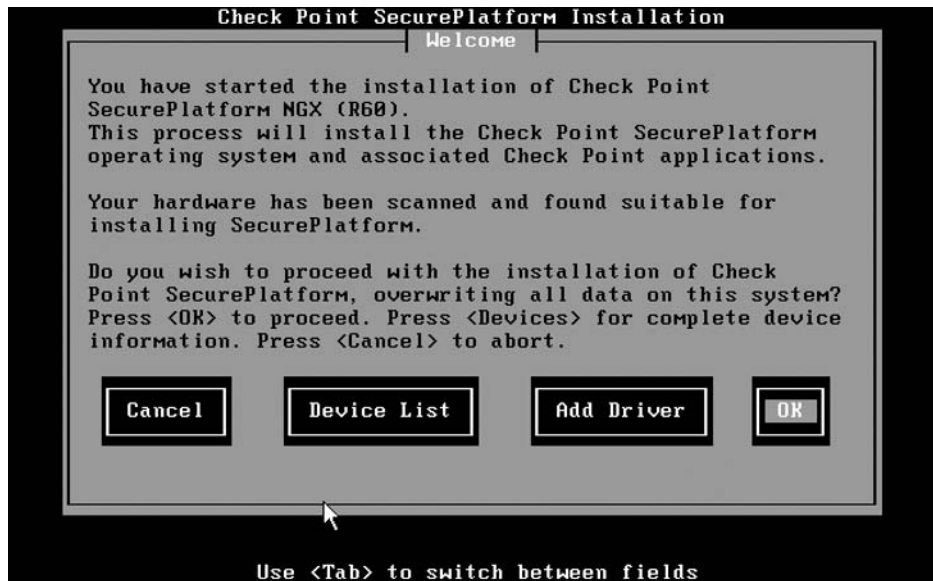 Check Point SecurePlatform Installation
Welcome
You have started the installation of Check Point
SecurePlatform NGX (R60).
This process will install the Check Point SecurePlatform
operating system and associated Check Point applications.
Your hardware has been scanned and found suitable for
installing SecurePlatform.
Do you wish to proceed with the installation of Check
Point SecurePlatform, overwriting all data on this system?
Press <OK> to proceed. Press <Devices> for complete device
information. Press <Cancel> to abort.
Cancel Device List Add Driver OK
Use <Tab> to switch between fields